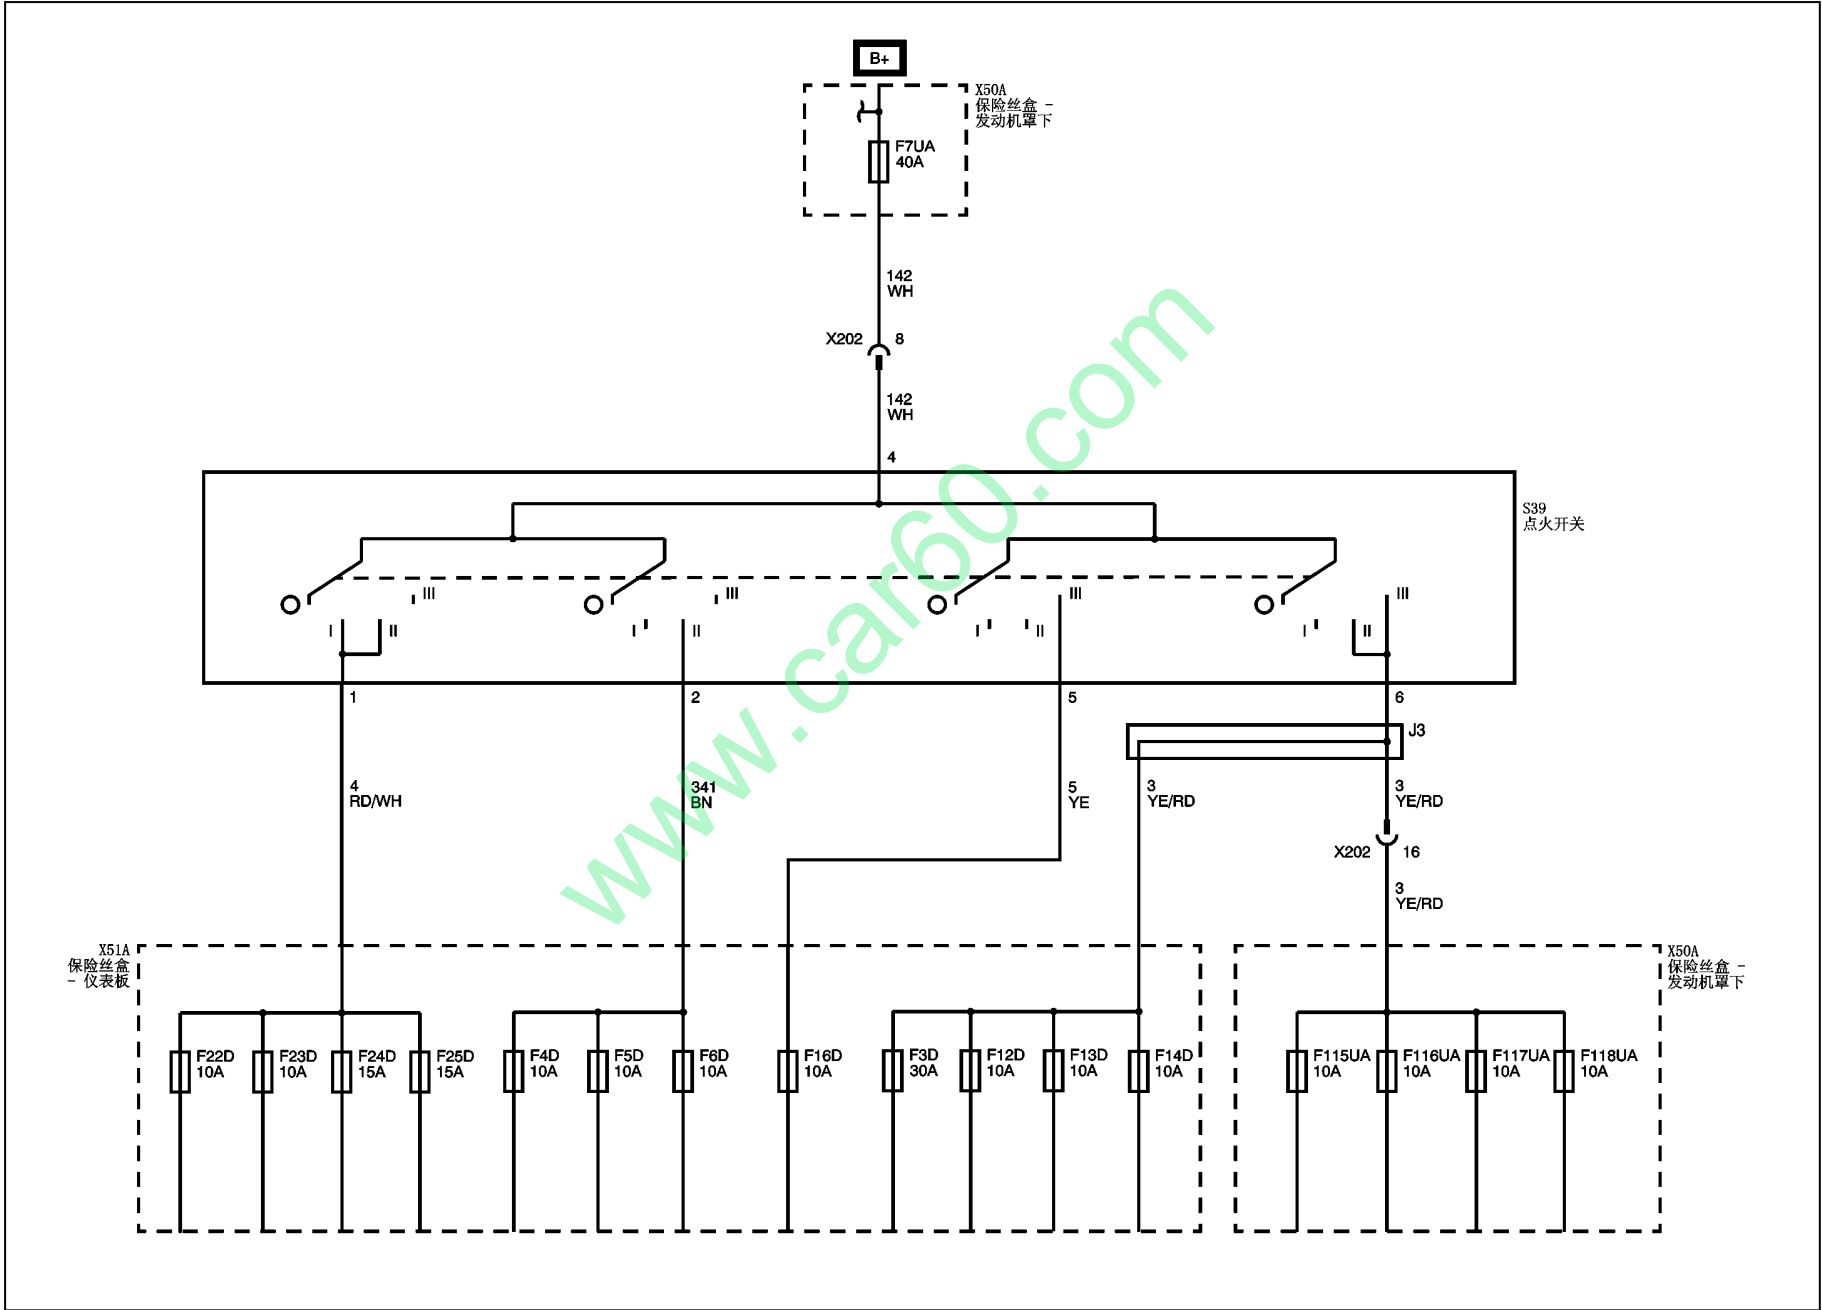 B+
X50A
保险丝盒 -
发动机罩下
F7UA
40A
142
WH
X202
8
142
WH
4
S39
点火开关
III
III
III
III
I
II
I
II
I
II
I
II
1
2
5
6
J3
4
RD/WH
341
BN
5
YE
3
YE/RD
3
YE/RD
X202
16
3
YE/RD
X51A
保险丝盒
- 仪表板
X50A
保险丝盒 -
发动机罩下
F22D
10A
F23D
10A
F24D
15A
F25D
15A
F4D
10A
F5D
10A
F6D
10A
F16D
10A
F3D
30A
F12D
10A
F13D
10A
F14D
10A
F115UA
10A
F116UA
10A
F117UA
10A
F118UA
10A
www.car60.com